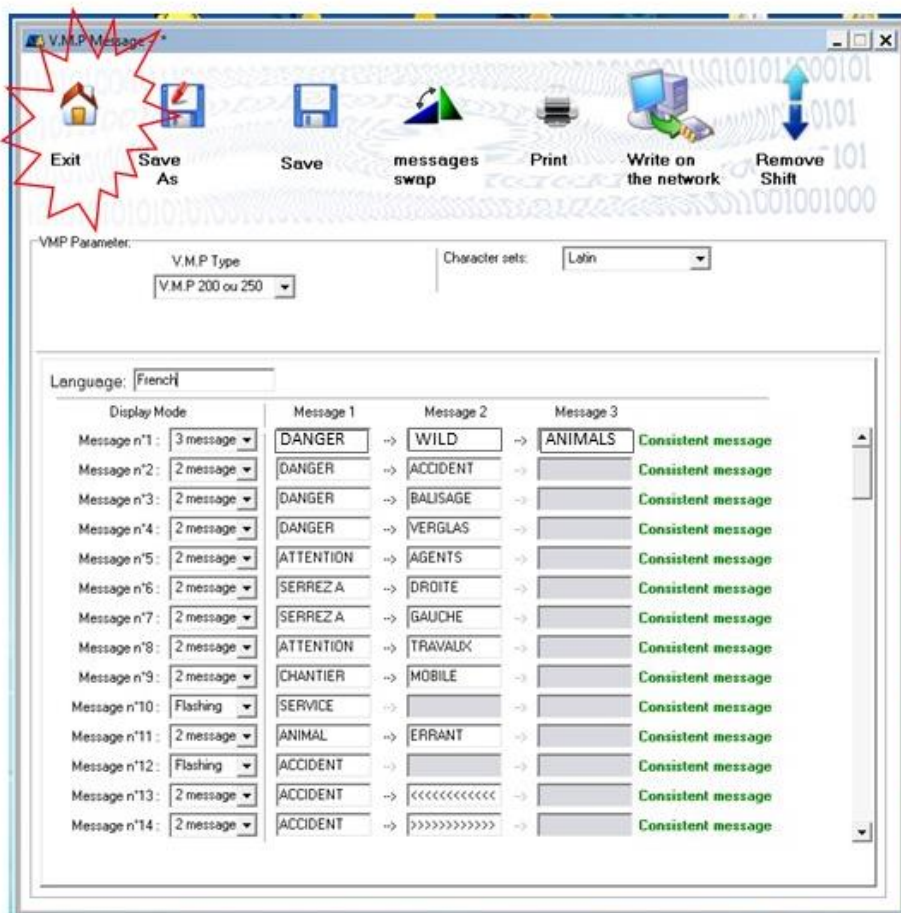 V.M.P Message - *
Exit
Save As
Save
messages swap
Print
Write on the network
Remove Shift
VMP Parameter:
V.M.P Type
Character sets: Latin
V.M.P 200 ou 250
Language: French
Display Mode Message 1 Message 2 Message 3
Message n°1 : 3 message DANGER --> WILD --> ANIMALS Consistent message
Message n°2 : 2 message DANGER --> ACCIDENT --> Consistent message
Message n°3 : 2 message DANGER --> BALISAGE --> Consistent message
Message n°4 : 2 message DANGER --> VERGLAS --> Consistent message
Message n°5 : 2 message ATTENTION --> AGENTS --> Consistent message
Message n°6 : 2 message SERREZ A --> DROITE --> Consistent message
Message n°7 : 2 message SERREZ A --> GAUCHE --> Consistent message
Message n°8 : 2 message ATTENTION --> TRAVAUX --> Consistent message
Message n°9 : 2 message CHANTIER --> MOBILE --> Consistent message
Message n°10 : Flashing SERVICE --> --> Consistent message
Message n°11 : 2 message ANIMAL --> ERRANT --> Consistent message
Message n°12 : Flashing ACCIDENT --> --> Consistent message
Message n°13 : 2 message ACCIDENT --> <<<<<<<<<<<< --> Consistent message
Message n°14 : 2 message ACCIDENT --> >>>>>>>>>>>> --> Consistent message